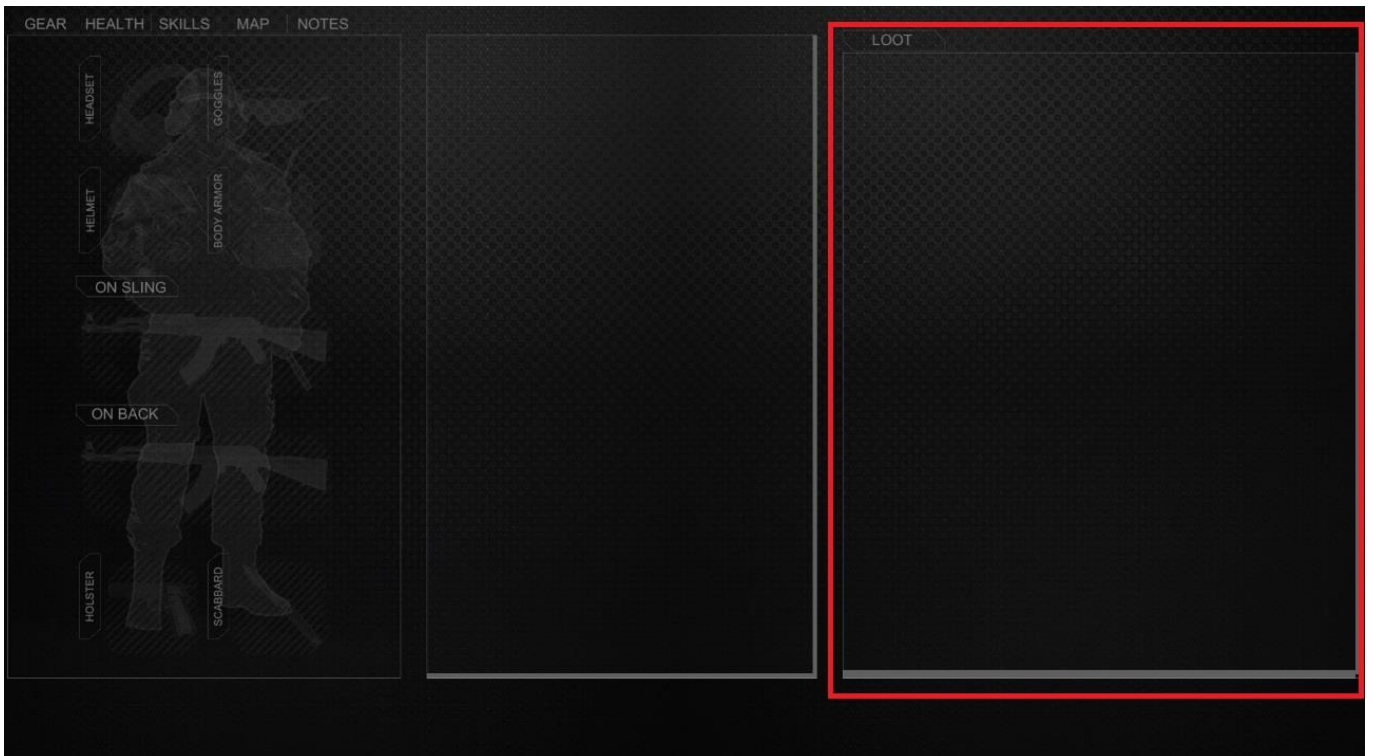 GEAR HEALTH SKILLS MAP NOTES
LOOT
HEADSET
GOGGLES
HELMET
BODY ARMOR
ON SLING
ON BACK
HOLSTER
SCABBARD